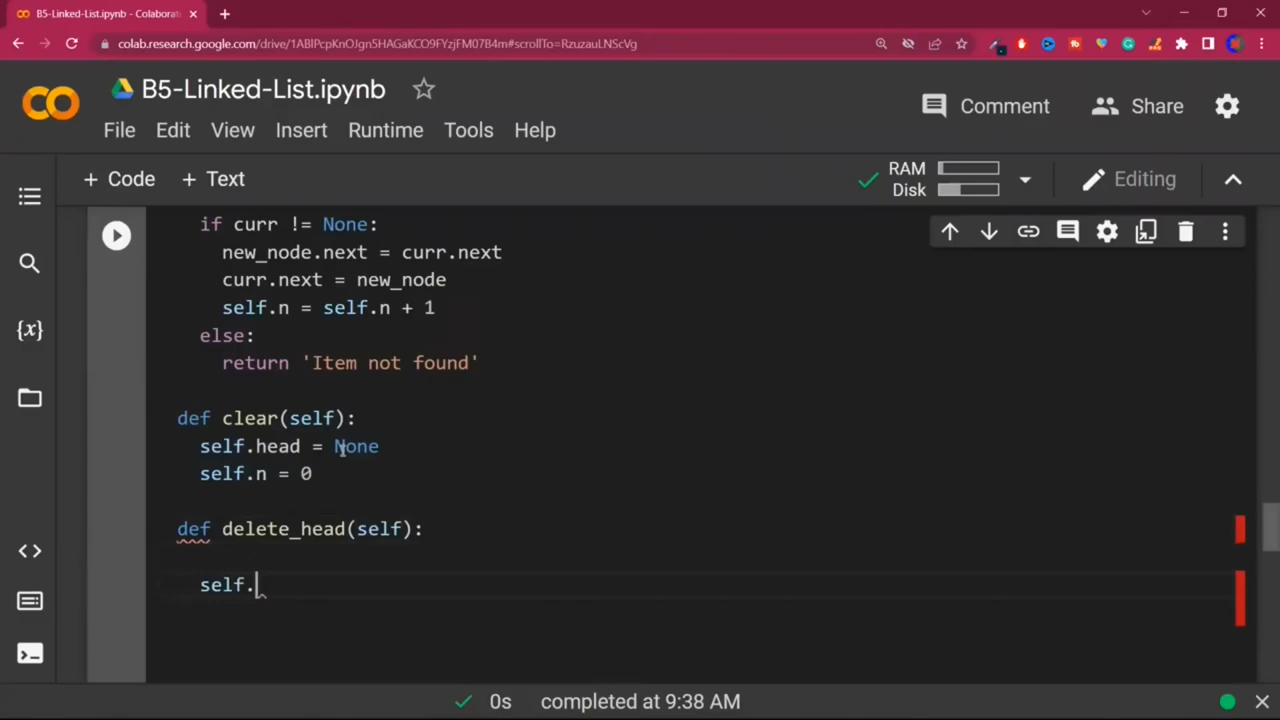 B5-Linked-List.ipynb - Colaborat
colab.research.google.com/drive/1ABlPcpKnOJgn5HAGaKCO9FYzjFM07B4m#scrollTo=RzuzauLNScVg
B5-Linked-List.ipynb
Comment
Share
File Edit View Insert Runtime Tools Help
+ Code + Text
RAM
Disk
Editing
if curr != None:
new_node.next = curr.next
curr.next = new_node
self.n = self.n + 1
else:
return 'Item not found'
def clear(self):
self.head = None
self.n = 0
def delete_head(self):
self.
{x}
0s completed at 9:38 AM